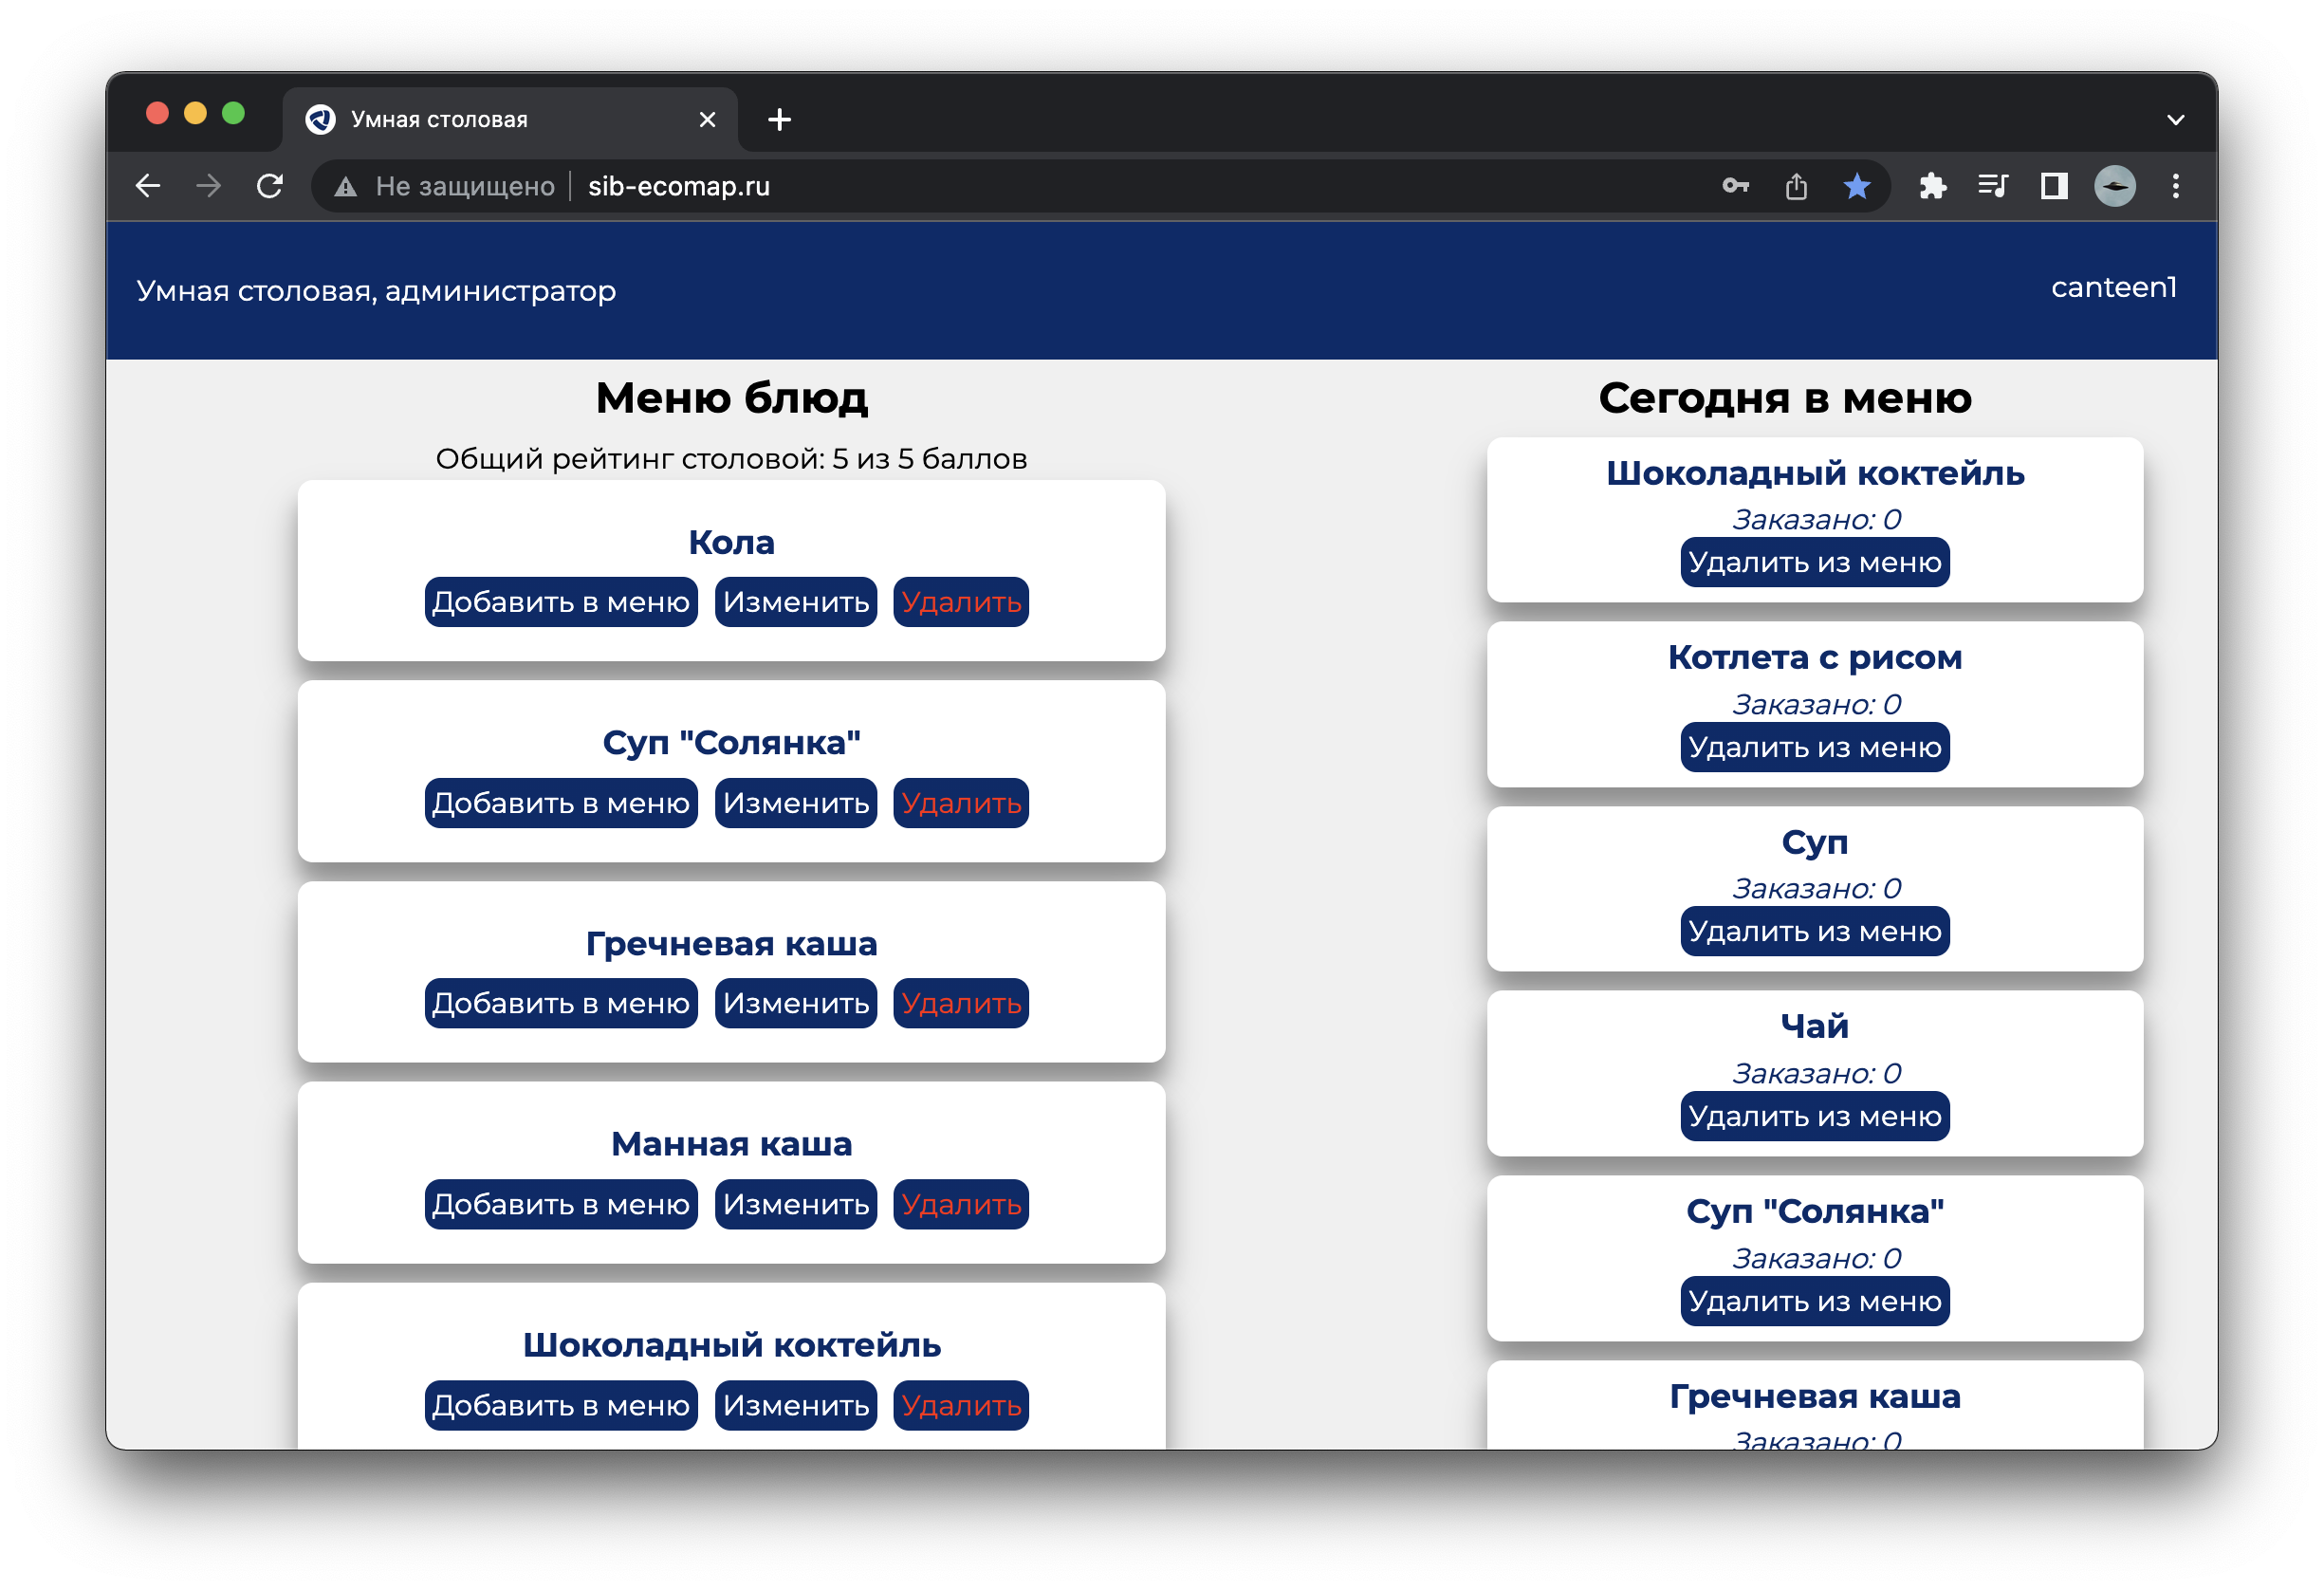 Умная столовая
Не защищено
sib-ecomap.ru
Умная столовая, администратор
canteen1
Меню блюд
Общий рейтинг столовой: 5 из 5 баллов
Кола
Добавить в меню Изменить Удалить
Суп "Солянка"
Добавить в меню Изменить Удалить
Гречневая каша
Добавить в меню Изменить Удалить
Манная каша
Добавить в меню Изменить Удалить
Шоколадный коктейль
Добавить в меню Изменить Удалить
Сегодня в меню
Шоколадный коктейль
Заказано: 0
Удалить из меню
Котлета с рисом
Заказано: 0
Удалить из меню
Суп
Заказано: 0
Удалить из меню
Чай
Заказано: 0
Удалить из меню
Суп "Солянка"
Заказано: 0
Удалить из меню
Гречневая каша
Заказано: 0